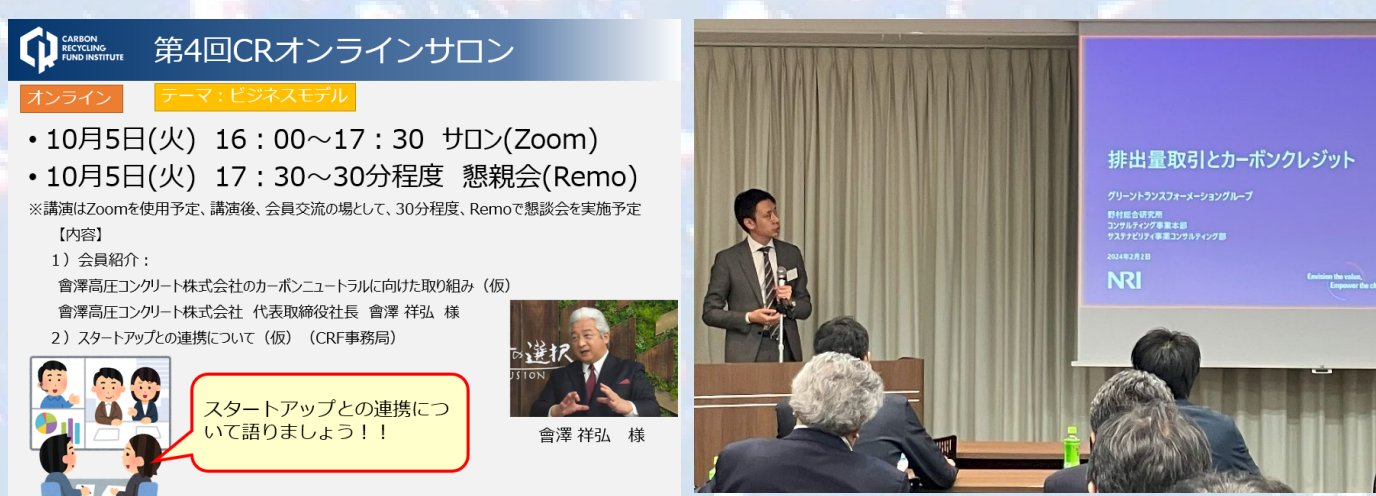 CARBON
RECYCLING
FUND INSTITUTE
第4回CRオンラインサロン
オンライン
テーマ：ビジネスモデル
・10月5日(火) 16：00～17：30 サロン(Zoom)
・10月5日(火) 17：30～30分程度 懇親会(Remo)
※講演はZoomを使用予定、講演後、会員交流の場として、30分程度、Remoで懇談会を実施予定
【内容】
１）会員紹介：
會澤高圧コンクリート株式会社のカーボンニュートラルに向けた取り組み（仮）
會澤高圧コンクリート株式会社 代表取締役社長 會澤 祥弘 様
２）スタートアップとの連携について（仮）（CRF事務局）
の選択
USION
會澤 祥弘 様
スタートアップとの連携につ
いて語りましょう！！
排出量取引とカーボンクレジット
グリーントランスフォーメーショングループ
野村総合研究所
コンサルティング事業本部
サステナビリティ事業コンサルティング部
2024年2月2日
NRI
Envision the value,
Empower the